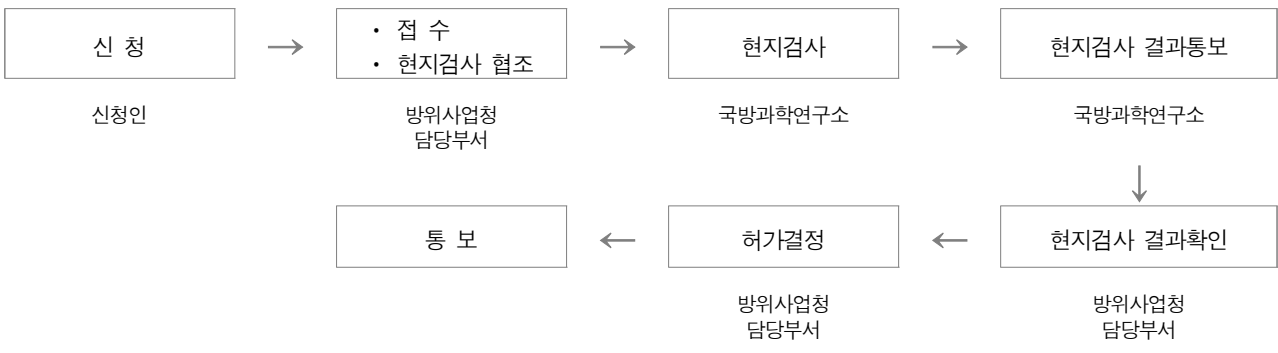 신 청
• 접 수
• 현지검사 협조
현지검사
현지검사 결과통보
신청인
방위사업청
담당부서
국방과학연구소
국방과학연구소
통 보
허가결정
현지검사 결과확인
방위사업청
담당부서
방위사업청
담당부서